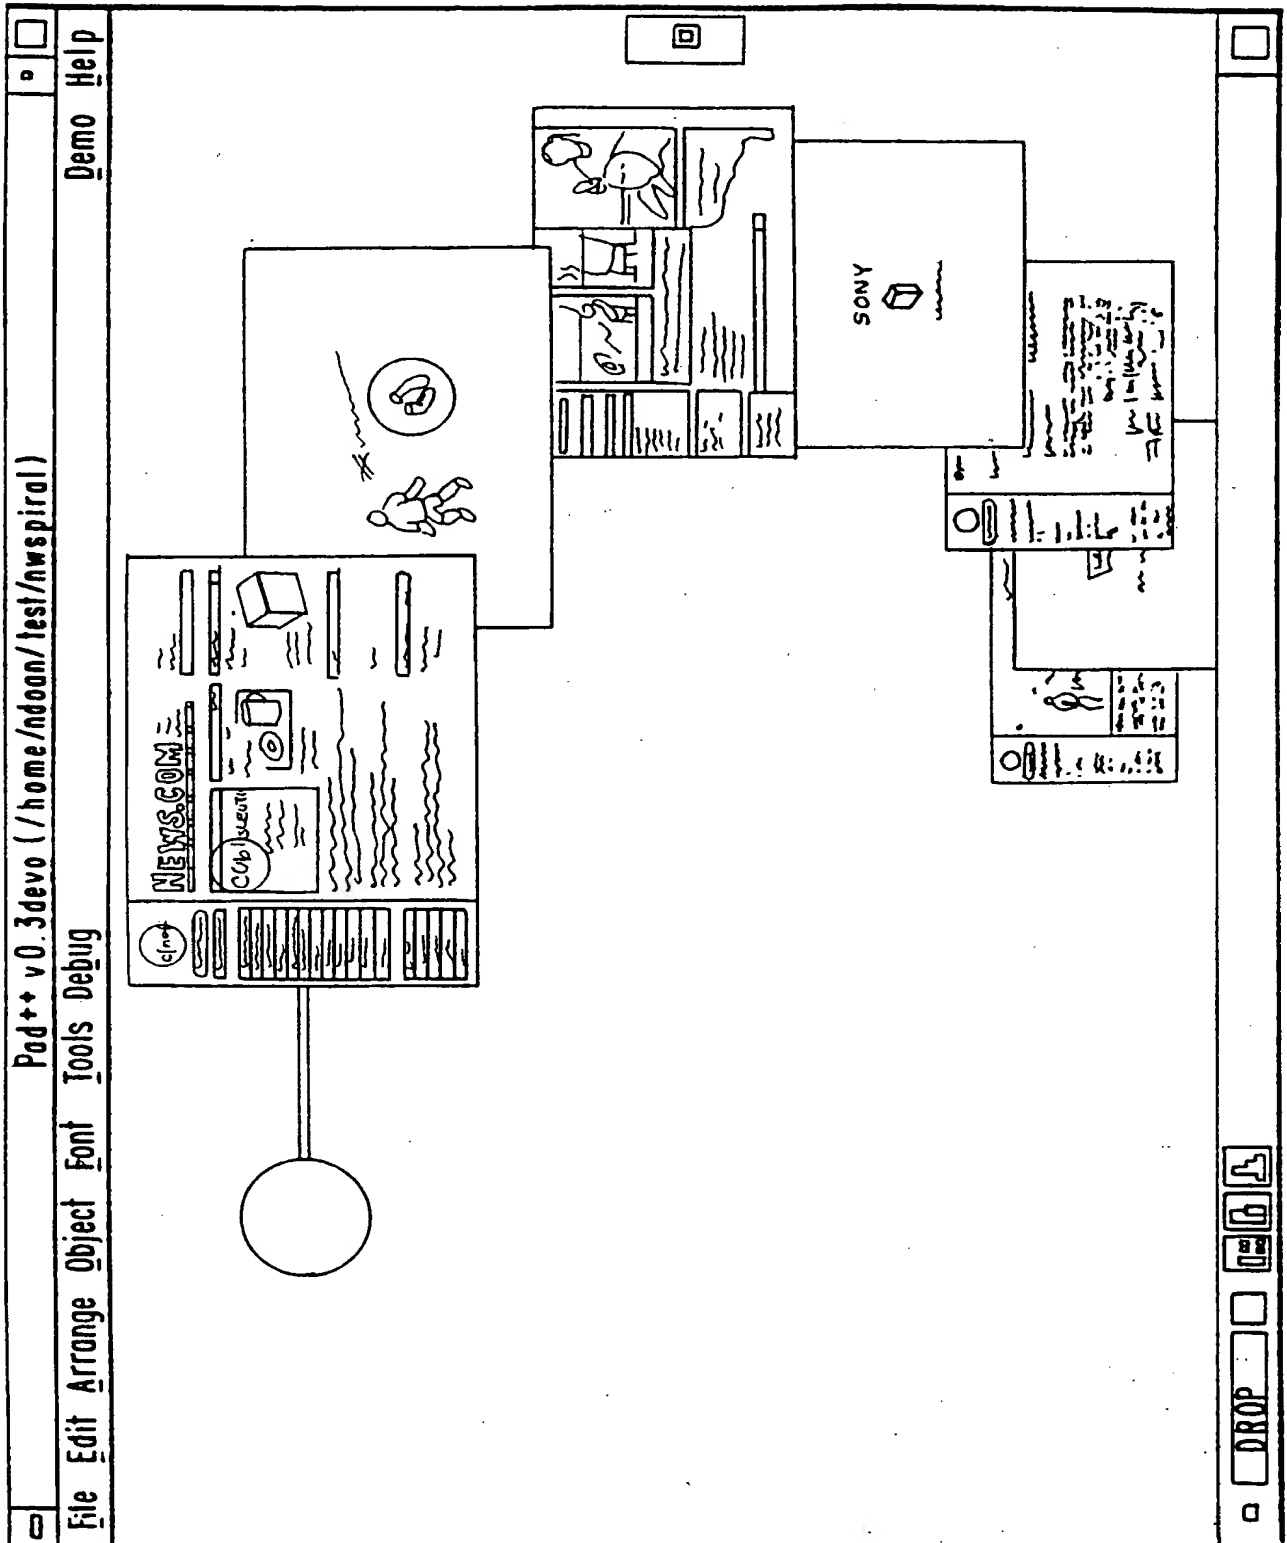 Pad++ v0.3devo (/home/ndoan/test/nwspiral)
File Edit Arrange Object Font Tools Debug Demo Help
c|net
NEWS.COM
SONY
DROP